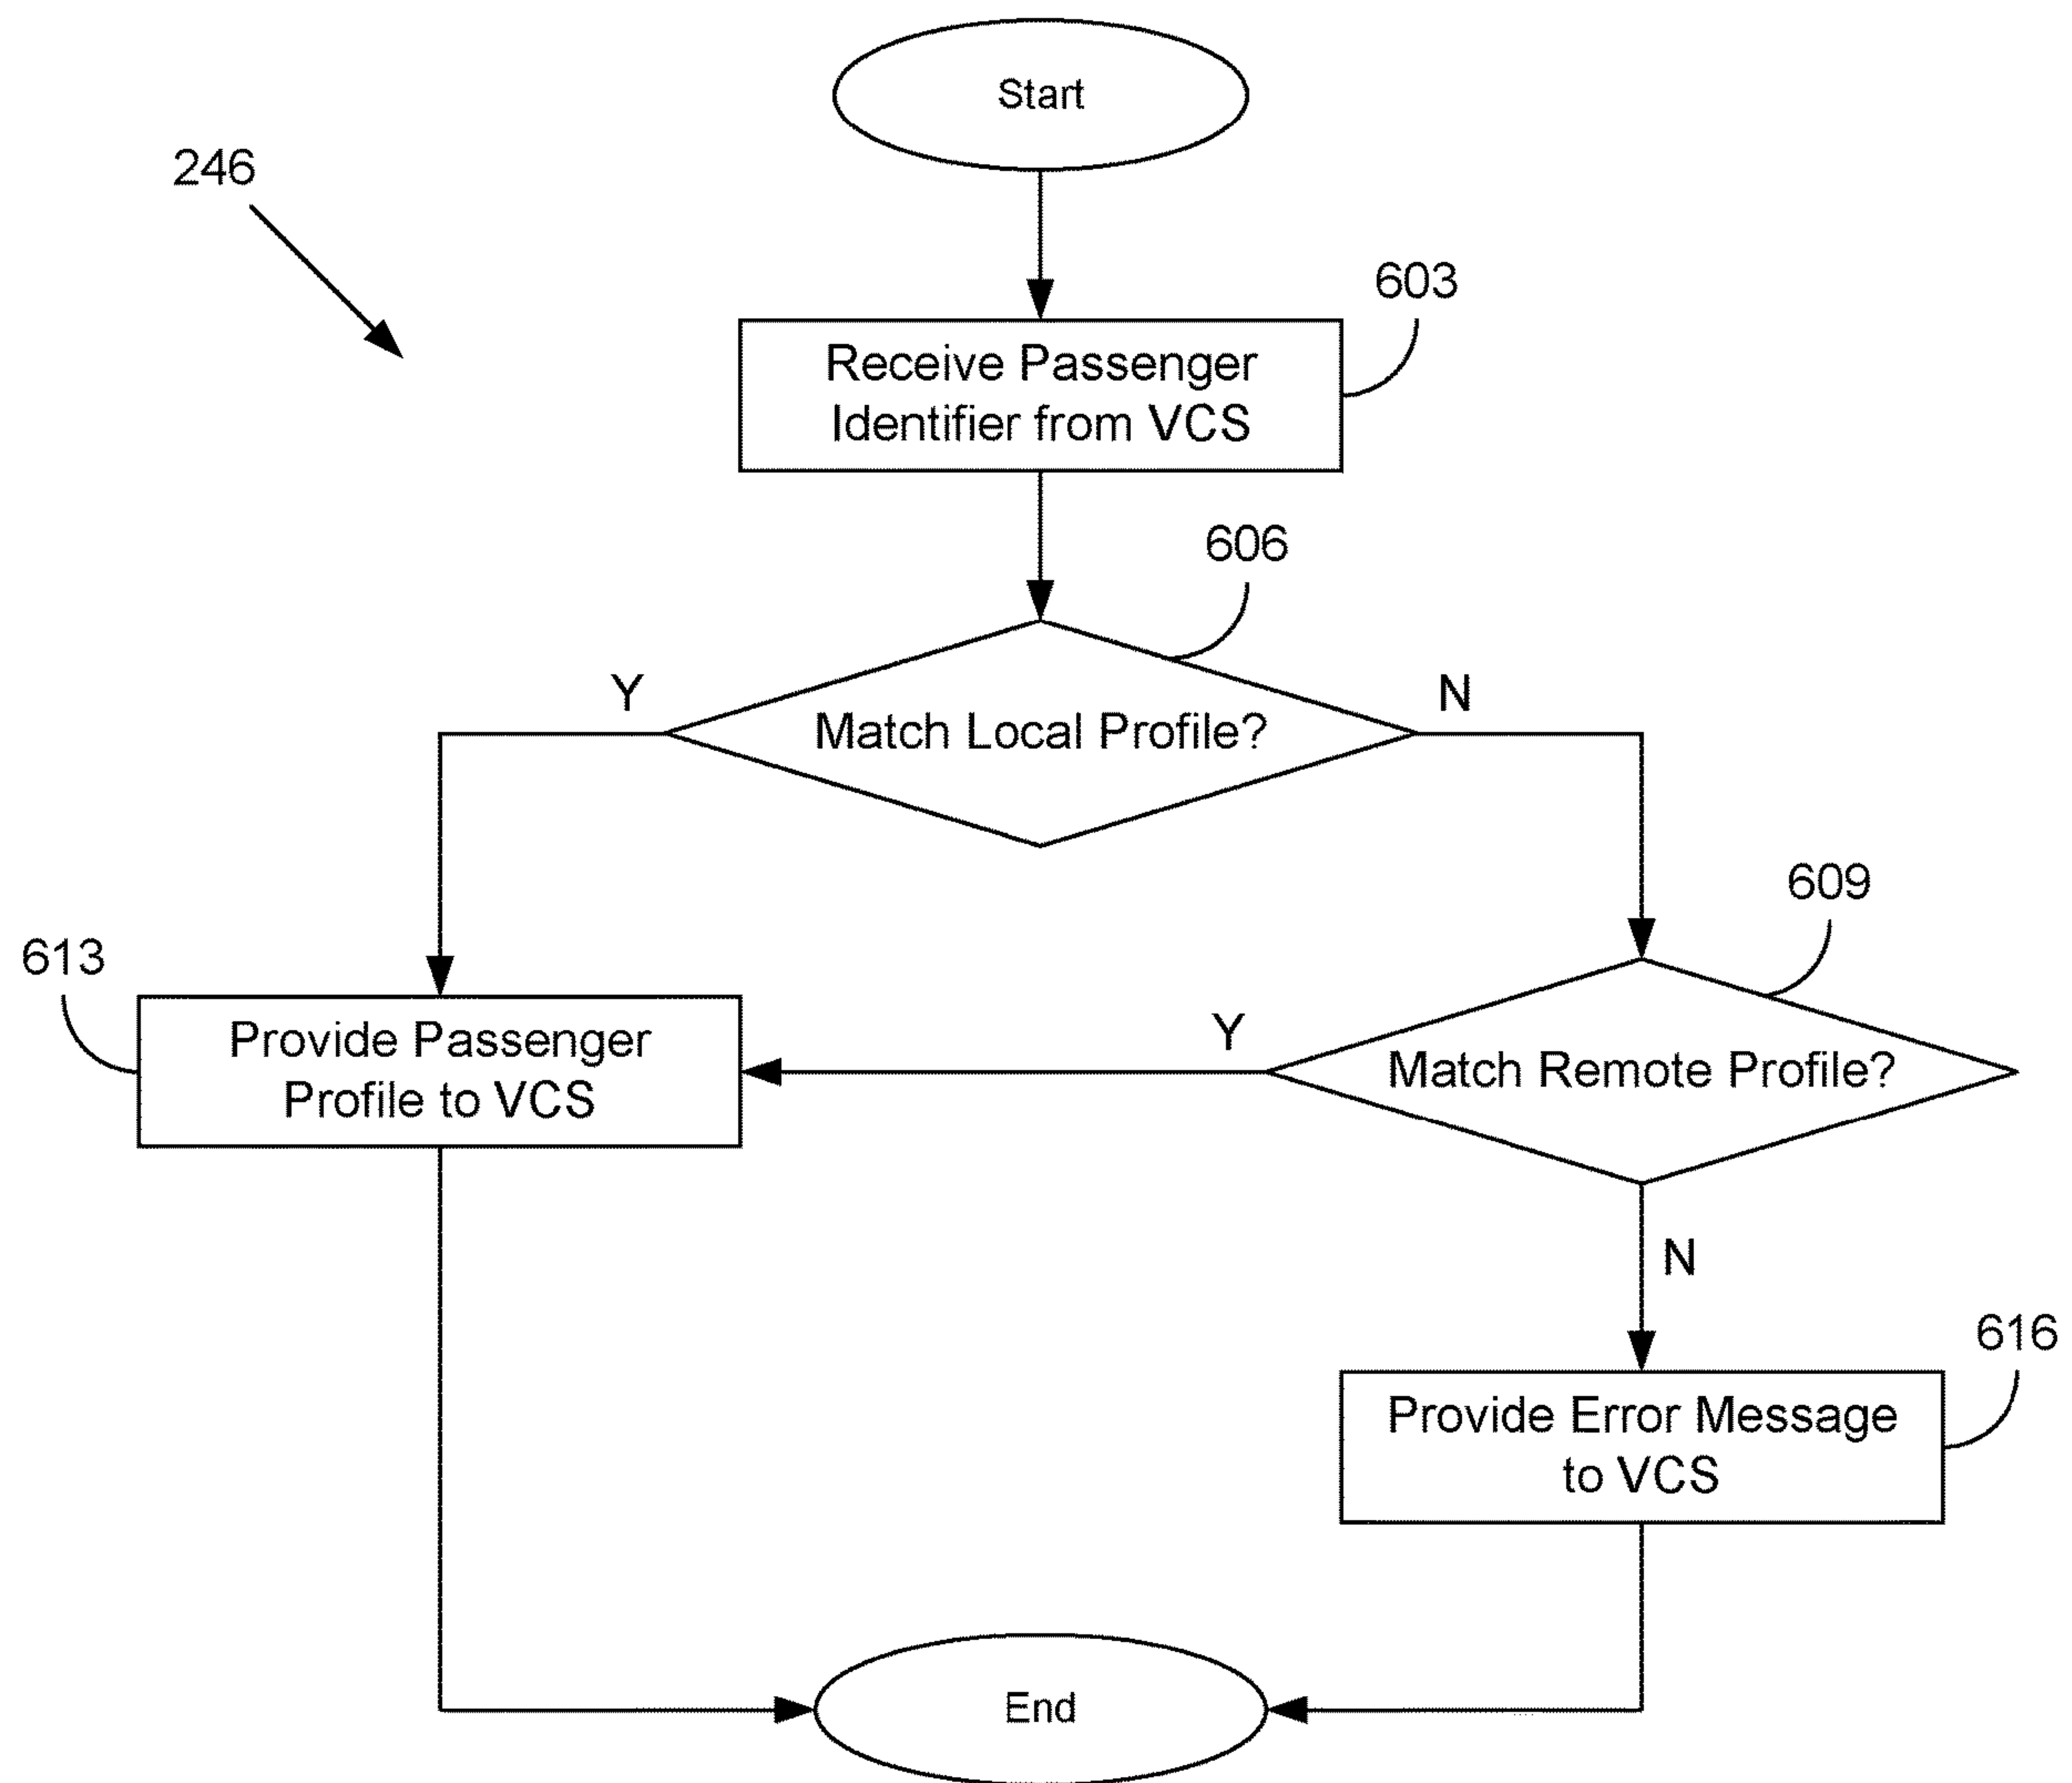 Start
246
603
Receive Passenger
Identifier from VCS
606
Y
N
Match Local Profile?
609
613
Y
Provide Passenger
Profile to VCS
Match Remote Profile?
N
616
Provide Error Message
to VCS
End